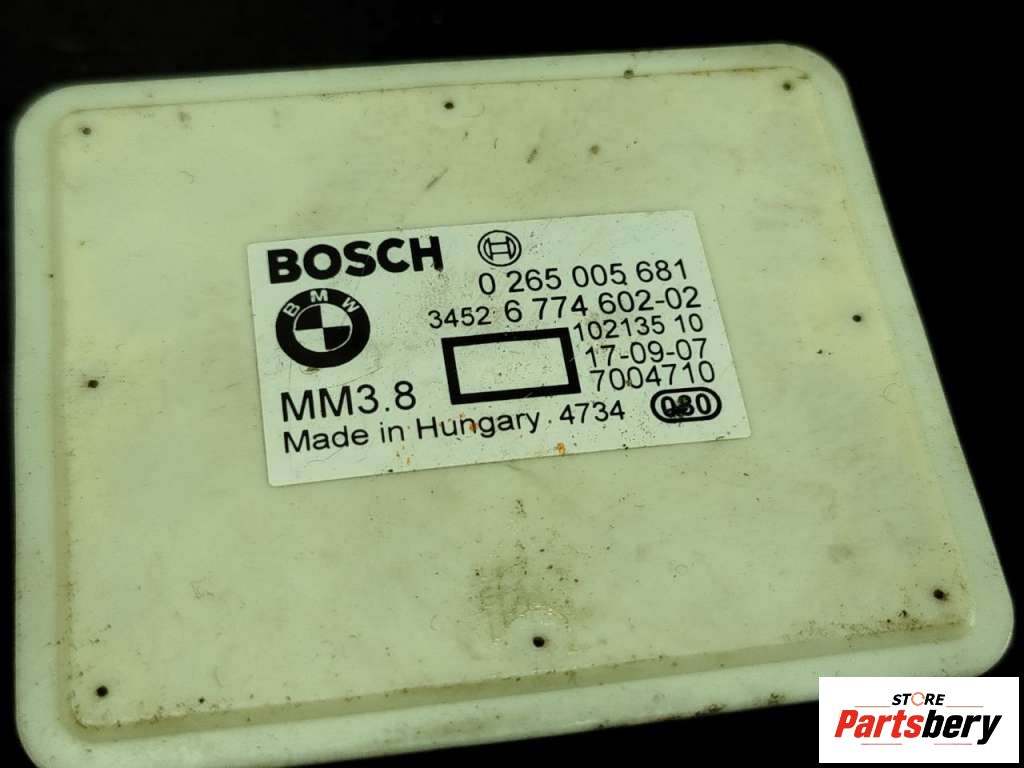 BOSCH
0 265 005 681
BMW
3452 6 774 602-02
102135 10
17-09-07
MM3.8
7004710
Made in Hungary 4734
STORE
Partsbery